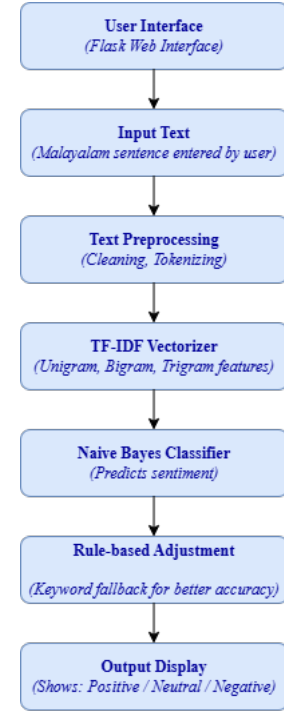 User Interface
(Flask Web Interface)
Input Text
(Malayalam sentence entered by user)
Text Preprocessing
(Cleaning, Tokenizing)
TF-IDF Vectorizer
(Unigram, Bigram, Trigram features)
Naive Bayes Classifier
(Predicts sentiment)
Rule-based Adjustment
(Keyword fallback for better accuracy)
Output Display
(Shows: Positive / Neutral / Negative)